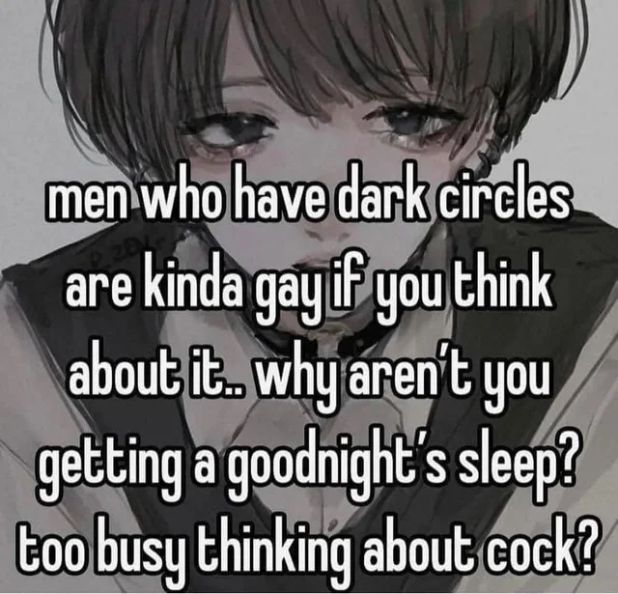 men who have dark circles
are kinda gay if you think
about it.. why aren't you
getting a goodnight's sleep?
too busy thinking about cock?